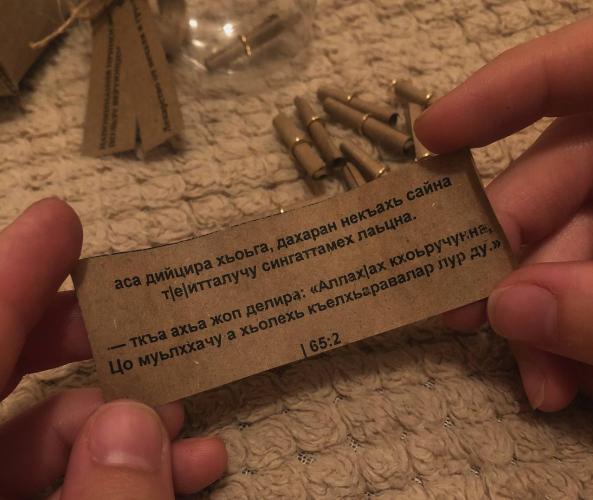 аса дийцира хьоьга, дахаран некъахь сайна
т|е|итталучу сингаттамех лаьцна.
— ткъа ахьа жоп делира: «Аллах|ах кхоьручунна,
Цо муьлххачу а хьолехь къелхьаравалар лур ду.»
| 65:2